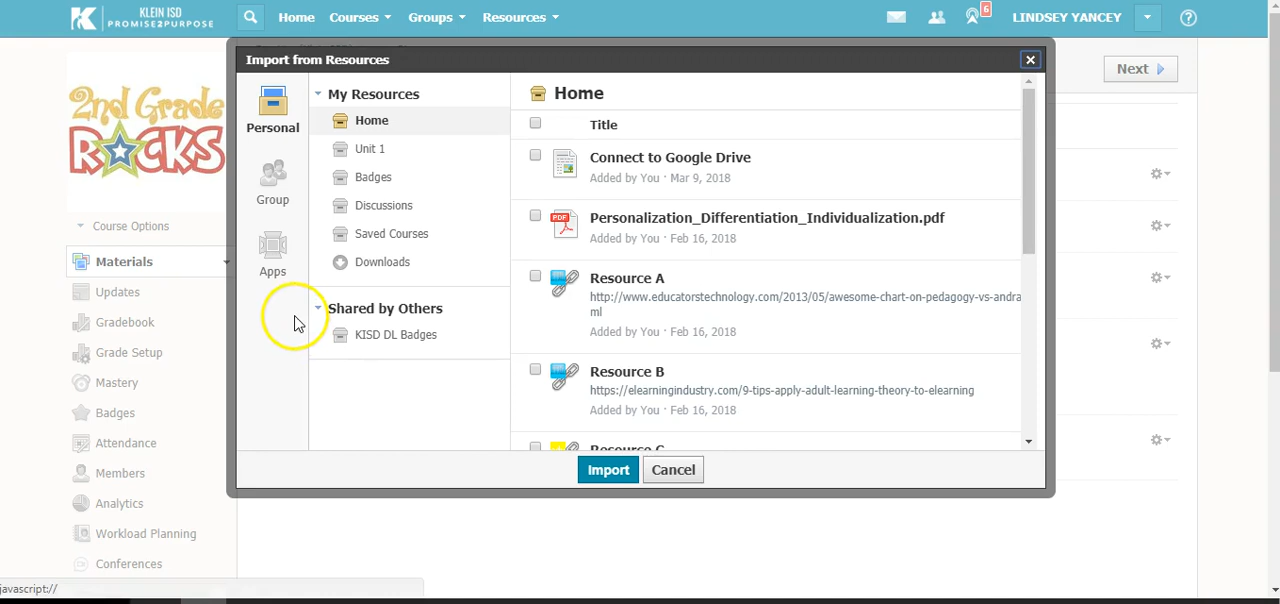 KLEIN ISD
PROMISE2PURPOSE
Home
Courses
Groups
Resources
6
LINDSEY YANCEY
Import from Resources
Next
2nd Grade
ROCKS
Course Options
Materials
Updates
Gradebook
Grade Setup
Mastery
Badges
Attendance
Members
Analytics
Workload Planning
Conferences
Personal
Group
Apps
My Resources
Home
Unit 1
Badges
Discussions
Saved Courses
Downloads
Shared by Others
KISD DL Badges
Home
Title
Connect to Google Drive
Added by You · Mar 9, 2018
PDF
Personalization_Differentiation_Individualization.pdf
Added by You · Feb 16, 2018
Resource A
http://www.educatorstechnology.com/2013/05/awesome-chart-on-pedagogy-vs-andra
ml
Added by You · Feb 16, 2018
Resource B
https://elearningindustry.com/9-tips-apply-adult-learning-theory-to-elearning
Added by You · Feb 16, 2018
Resource C
Import
Cancel
javascript://